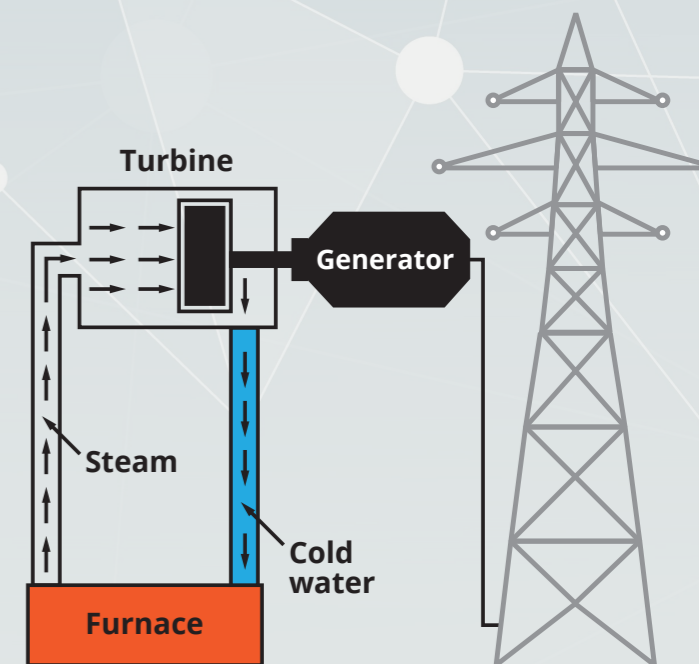 Turbine
Generator
Steam
Cold
water
Furnace